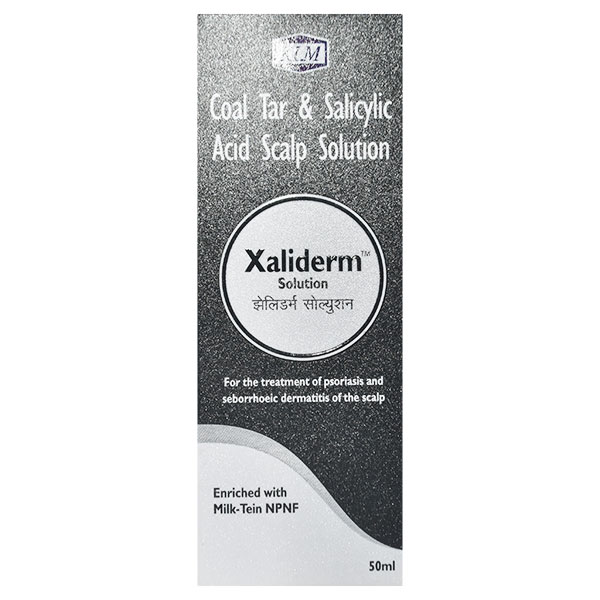 KLM
Coal Tar & Salicylic
Acid Scalp Solution
Xaliderm™
Solution
झेलिडर्म सोल्युशन
For the treatment of psoriasis and
seborrhoeic dermatitis of the scalp
Enriched with
Milk-Tein NPNF
50ml